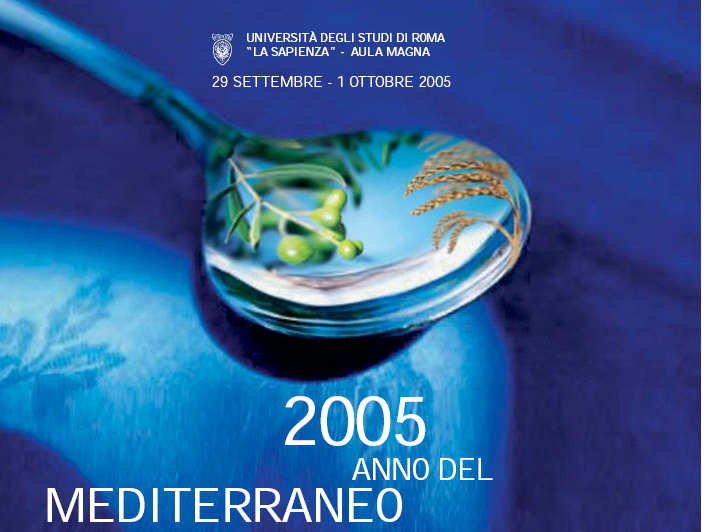 UNIVERSITÀ DEGLI STUDI DI ROMA
"LA SAPIENZA" - AULA MAGNA
29 SETTEMBRE - 1 OTTOBRE 2005
2005
ANNO DEL
MEDITERRANEO